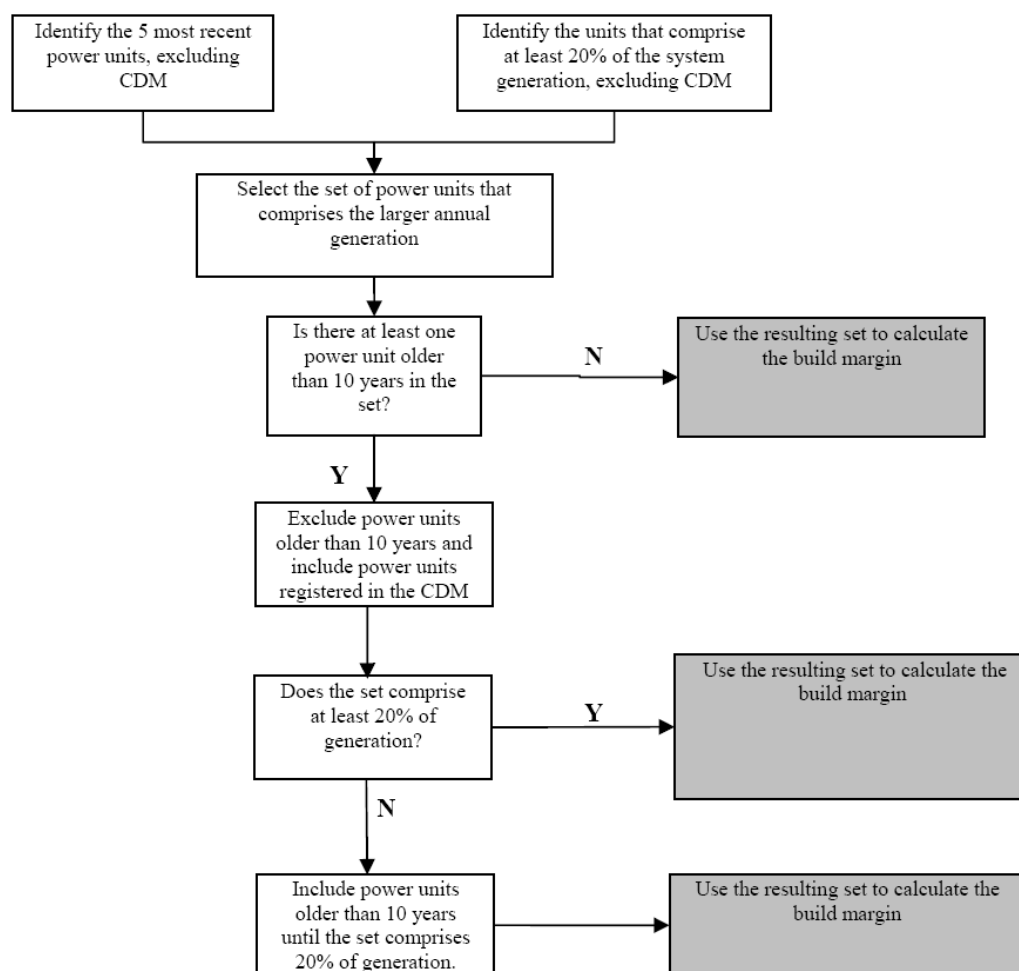 Identify the 5 most recent
power units, excluding
CDM
Identify the units that comprise
at least 20% of the system
generation, excluding CDM
Select the set of power units that
comprises the larger annual
generation
Is there at least one
power unit older
than 10 years in the
set?
N
Use the resulting set to calculate
the build margin
Y
Exclude power units
older than 10 years and
include power units
registered in the CDM
Does the set comprise
at least 20% of
generation?
Y
Use the resulting set to calculate the
build margin
N
Include power units
older than 10 years
until the set comprises
20% of generation.
Use the resulting set to calculate the
build margin